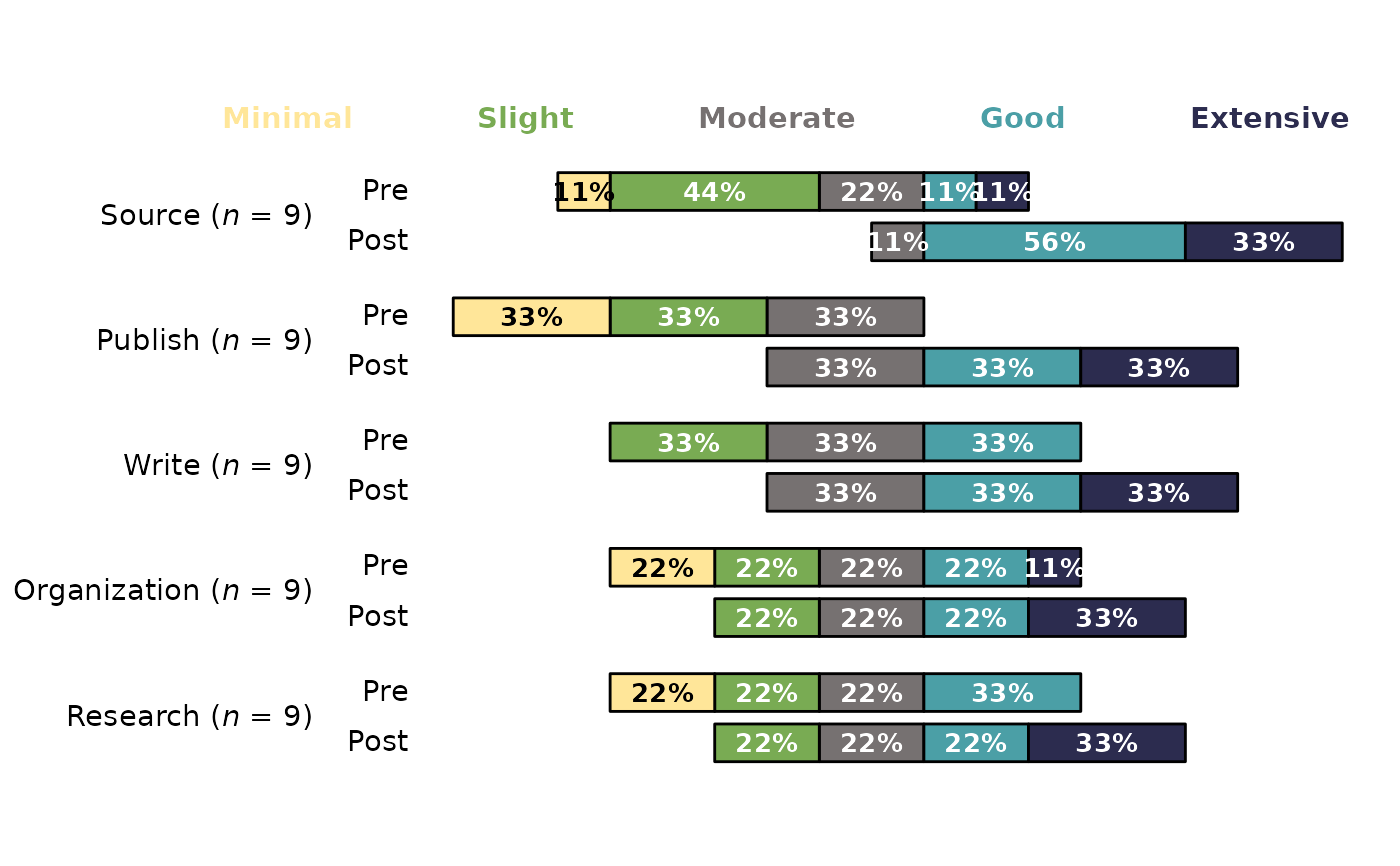 Minimal Slight Moderate Good Extensive
Source (n = 9)
Pre 11% 44% 22% 11% 11%
Post 11% 56% 33%
Publish (n = 9)
Pre 33% 33% 33%
Post 33% 33% 33%
Write (n = 9)
Pre 33% 33% 33%
Post 33% 33% 33%
Organization (n = 9)
Pre 22% 22% 22% 22% 11%
Post 22% 22% 22% 33%
Research (n = 9)
Pre 22% 22% 22% 33%
Post 22% 22% 22% 33%